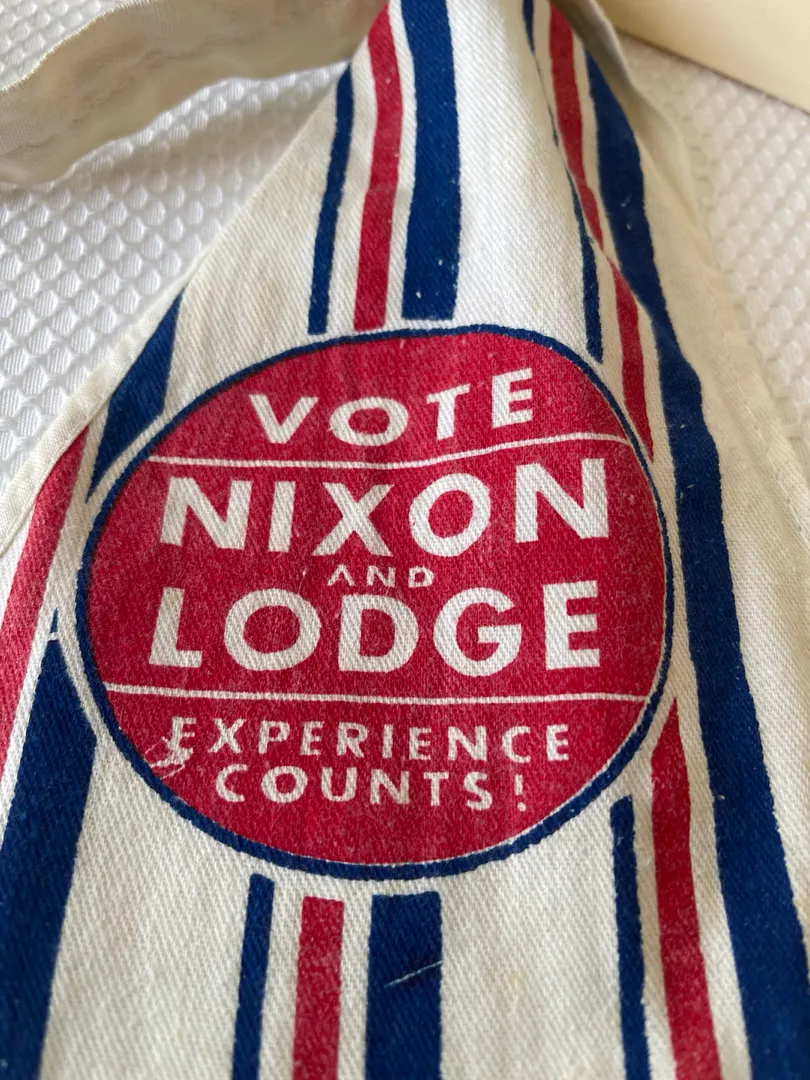 VOTE
NIXON
AND
LODGE
EXPERIENCE
COUNTS!